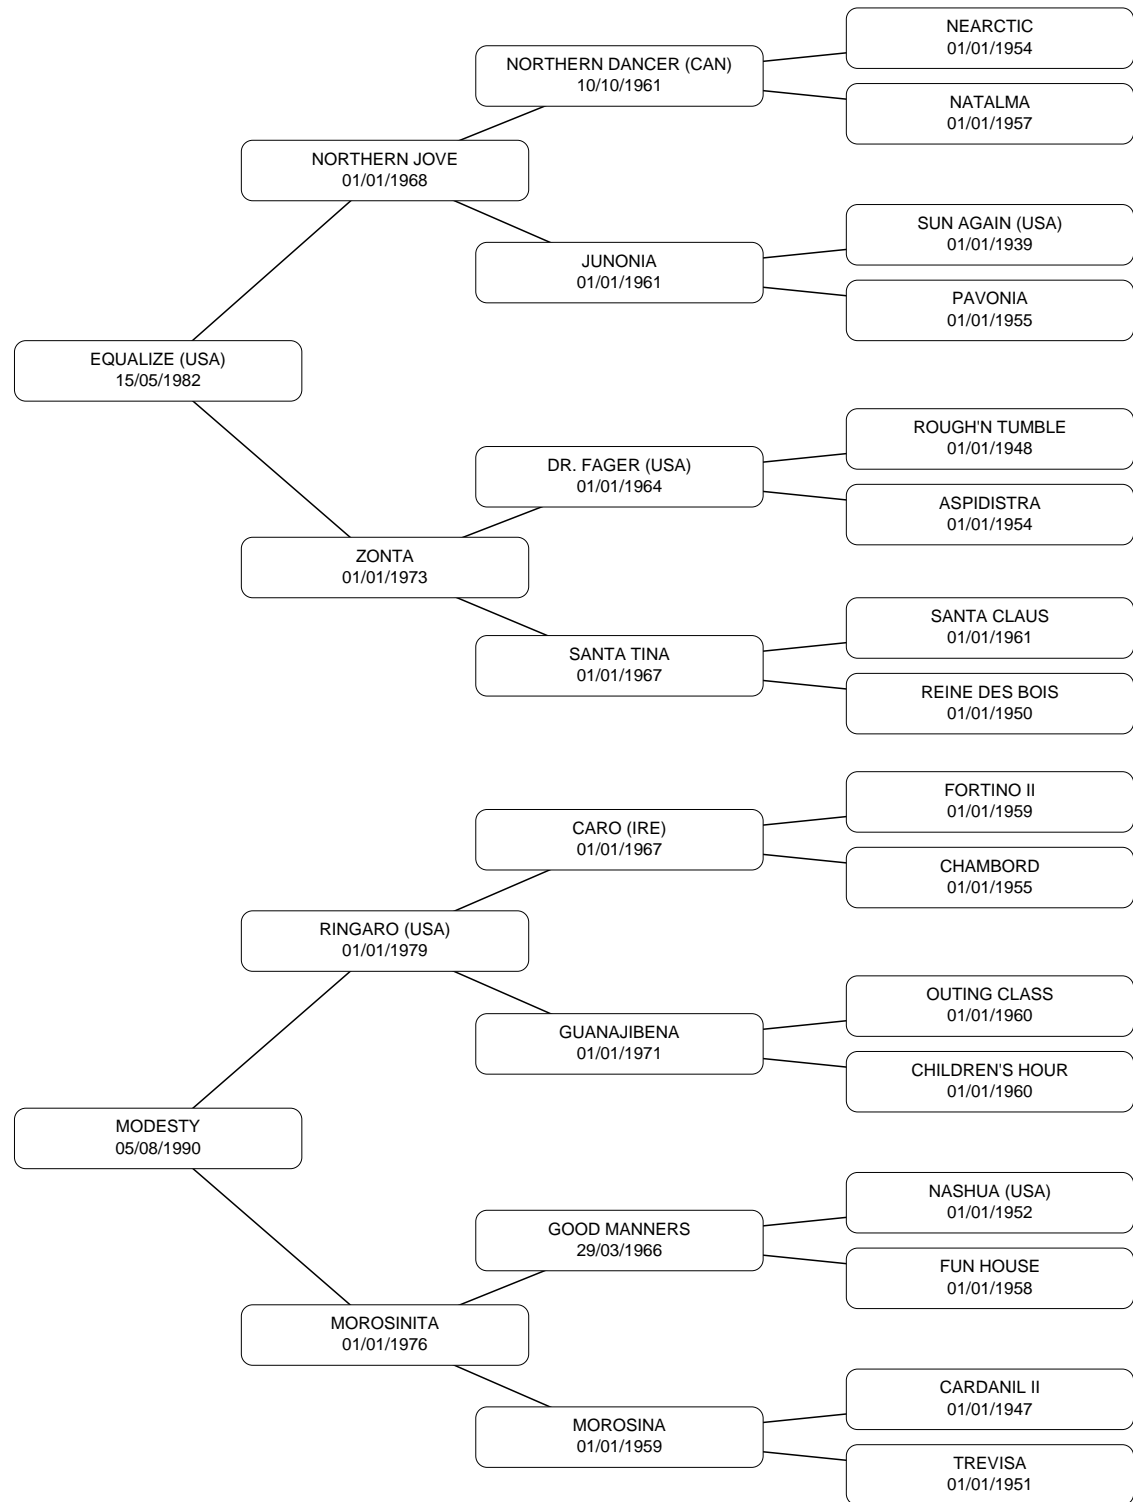 NEARCTIC
01/01/1954
NORTHERN DANCER (CAN)
10/10/1961
NATALMA
01/01/1957
NORTHERN JOVE
01/01/1968
SUN AGAIN (USA)
01/01/1939
JUNONIA
01/01/1961
PAVONIA
01/01/1955
EQUALIZE (USA)
15/05/1982
ROUGH'N TUMBLE
01/01/1948
DR. FAGER (USA)
01/01/1964
ASPIDISTRA
01/01/1954
ZONTA
01/01/1973
SANTA CLAUS
01/01/1961
SANTA TINA
01/01/1967
REINE DES BOIS
01/01/1950
FORTINO II
01/01/1959
CARO (IRE)
01/01/1967
CHAMBORD
01/01/1955
RINGARO (USA)
01/01/1979
OUTING CLASS
01/01/1960
GUANAJIBENA
01/01/1971
CHILDREN'S HOUR
01/01/1960
MODESTY
05/08/1990
NASHUA (USA)
01/01/1952
GOOD MANNERS
29/03/1966
FUN HOUSE
01/01/1958
MOROSINITA
01/01/1976
CARDANIL II
01/01/1947
MOROSINA
01/01/1959
TREVISA
01/01/1951